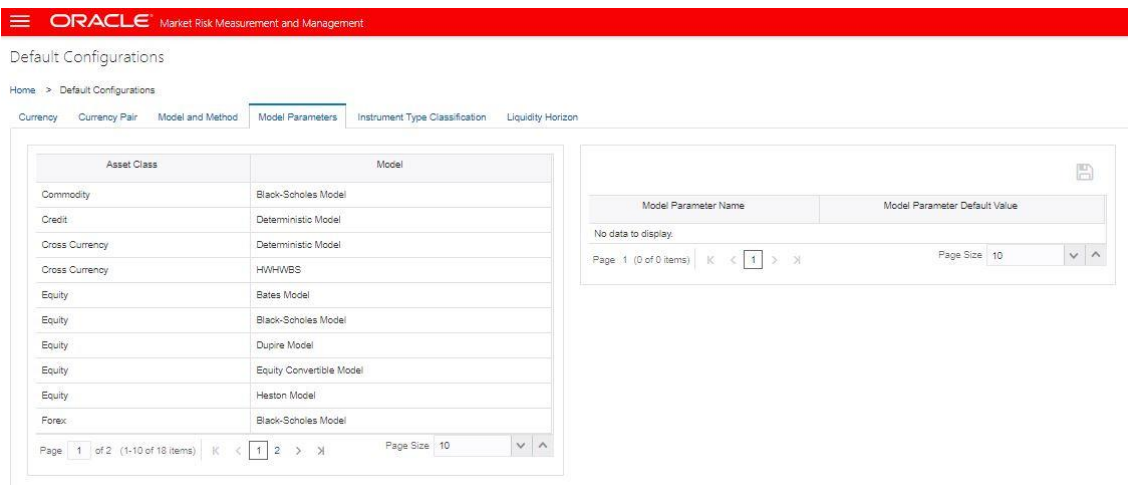 ORACLE Market Risk Measurement and Management
Default Configurations
Home > Default Configurations
Currency Currency Pair Model and Method Model Parameters Instrument Type Classification Liquidity Horizon
Asset Class Model
Commodity Black-Scholes Model
Credit Deterministic Model
Cross Currency Deterministic Model
Cross Currency HWHWBS
Equity Bates Model
Equity Black-Scholes Model
Equity Dupire Model
Equity Equity Convertible Model
Equity Heston Model
Forex Black-Scholes Model
Page 1 of 2 (1-10 of 18 items) K < 1 2 > >| Page Size 10
Model Parameter Name Model Parameter Default Value
No data to display.
Page 1 (0 of 0 items) K < 1 > >| Page Size 10